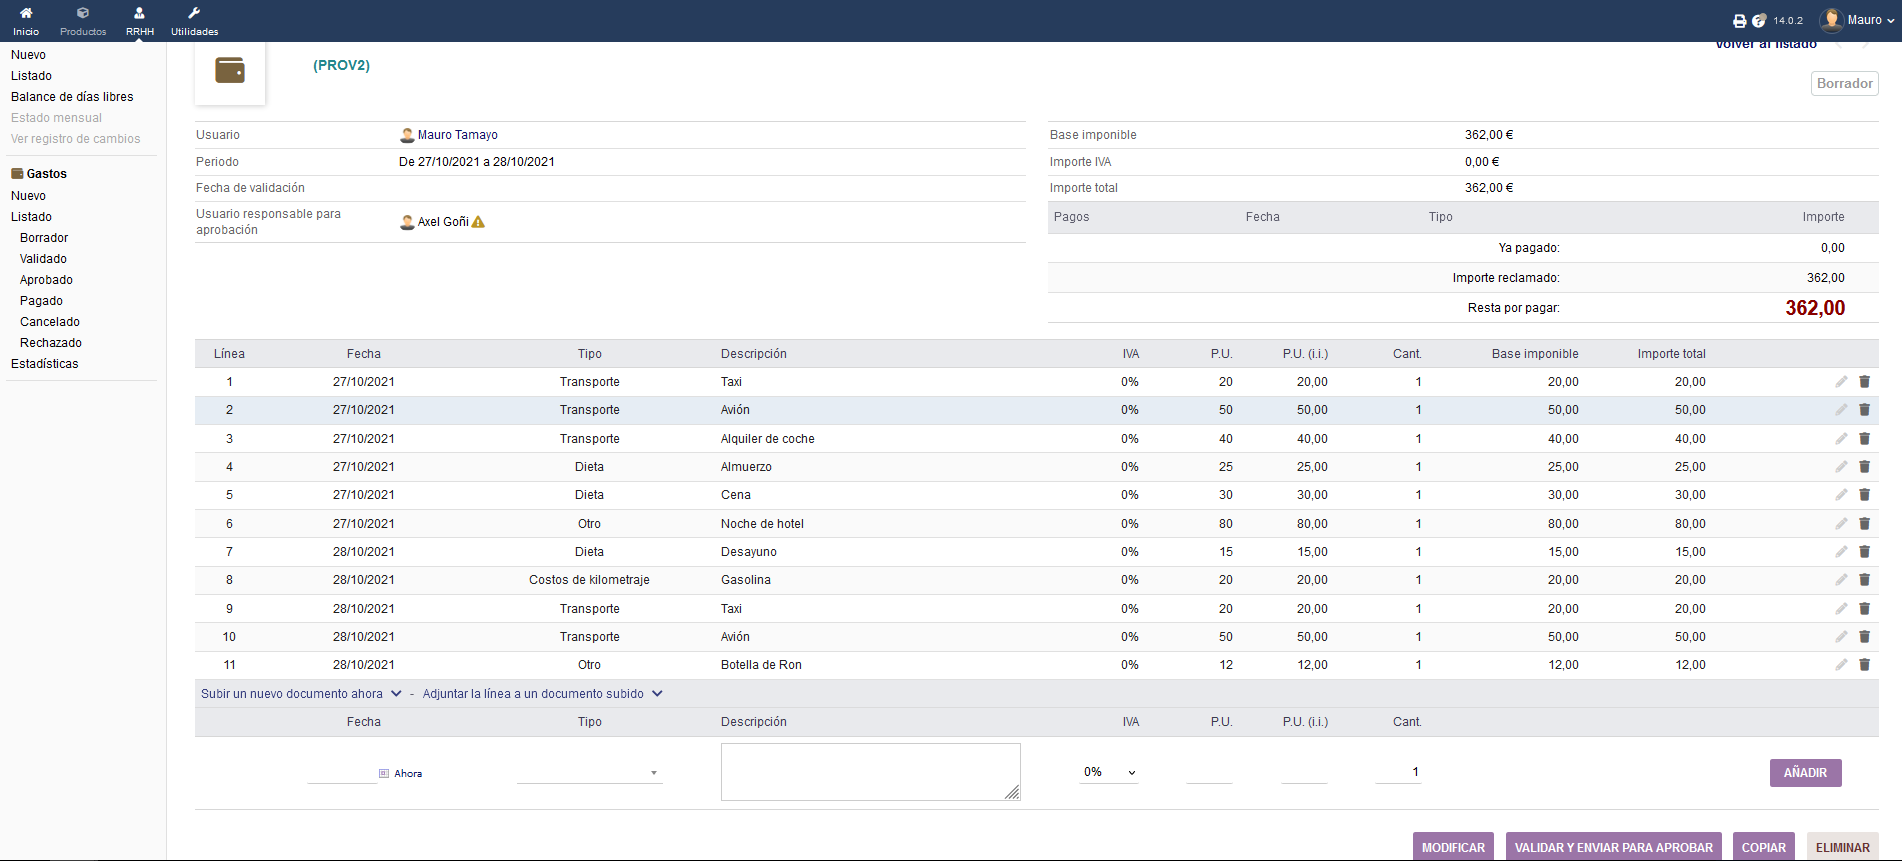 Inicio Productos RRHH Utilidades 14.0.2 Mauro
Nuevo
Listado
Balance de días libres
Estado mensual
Ver registro de cambios
Gastos
Nuevo
Listado
Borrador
Validado
Aprobado
Pagado
Cancelado
Rechazado
Estadísticas
Volver al listado
(PROV2)
Borrador
Usuario Mauro Tamayo
Periodo De 27/10/2021 a 28/10/2021
Fecha de validación
Usuario responsable para
aprobación Axel Goñi
Base imponible 362,00 €
Importe IVA 0,00 €
Importe total 362,00 €
Pagos Fecha Tipo Importe
Ya pagado: 0,00
Importe reclamado: 362,00
Resta por pagar: 362,00
Línea Fecha Tipo Descripción IVA P.U. P.U. (i.i.) Cant. Base imponible Importe total
1 27/10/2021 Transporte Taxi 0% 20 20,00 1 20,00 20,00
2 27/10/2021 Transporte Avión 0% 50 50,00 1 50,00 50,00
3 27/10/2021 Transporte Alquiler de coche 0% 40 40,00 1 40,00 40,00
4 27/10/2021 Dieta Almuerzo 0% 25 25,00 1 25,00 25,00
5 27/10/2021 Dieta Cena 0% 30 30,00 1 30,00 30,00
6 27/10/2021 Otro Noche de hotel 0% 80 80,00 1 80,00 80,00
7 28/10/2021 Dieta Desayuno 0% 15 15,00 1 15,00 15,00
8 28/10/2021 Costos de kilometraje Gasolina 0% 20 20,00 1 20,00 20,00
9 28/10/2021 Transporte Taxi 0% 20 20,00 1 20,00 20,00
10 28/10/2021 Transporte Avión 0% 50 50,00 1 50,00 50,00
11 28/10/2021 Otro Botella de Ron 0% 12 12,00 1 12,00 12,00
Subir un nuevo documento ahora - Adjuntar la línea a un documento subido
Fecha Tipo Descripción IVA P.U. P.U. (i.i.) Cant.
Ahora 0% 1 AÑADIR
MODIFICAR VALIDAR Y ENVIAR PARA APROBAR COPIAR ELIMINAR